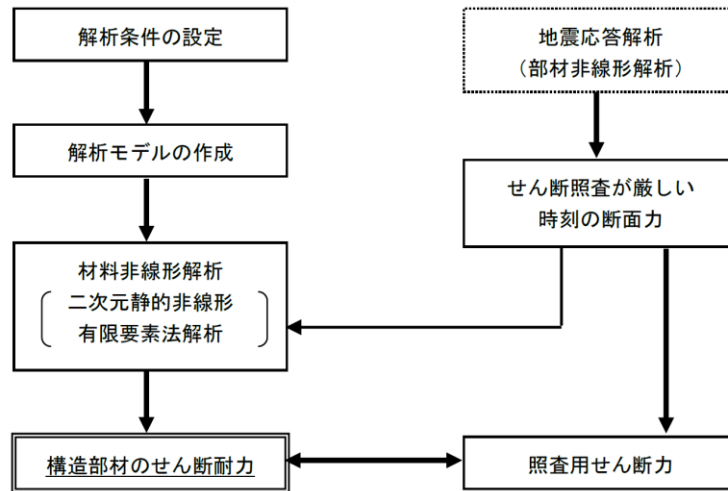 解析条件の設定
解析モデルの作成
材料非線形解析
二次元静的非線形
有限要素法解析
構造部材のせん断耐力
地震応答解析
（部材非線形解析）
せん断照査が厳しい
時刻の断面力
照査用せん断力